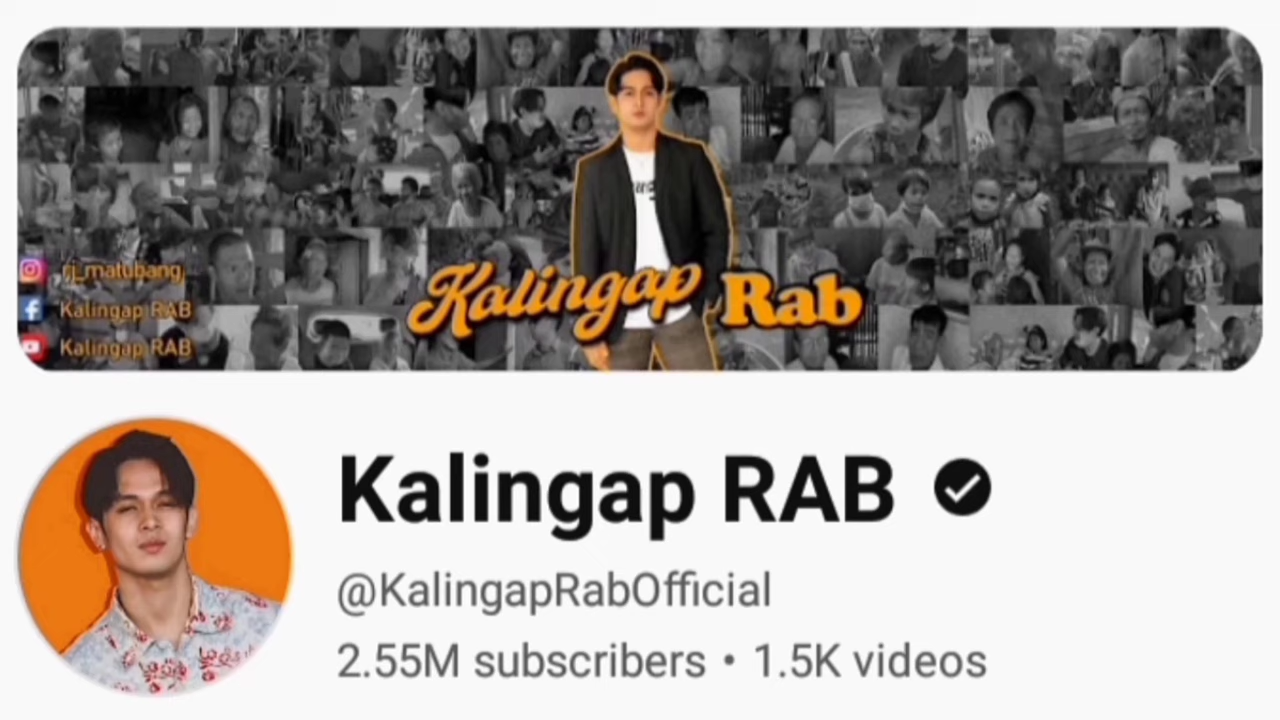 rj_matubang
Kalingap RAB
Kalingap RAB
Kalingap Rab
Kalingap RAB
@KalingapRabOfficial
2.55M subscribers • 1.5K videos